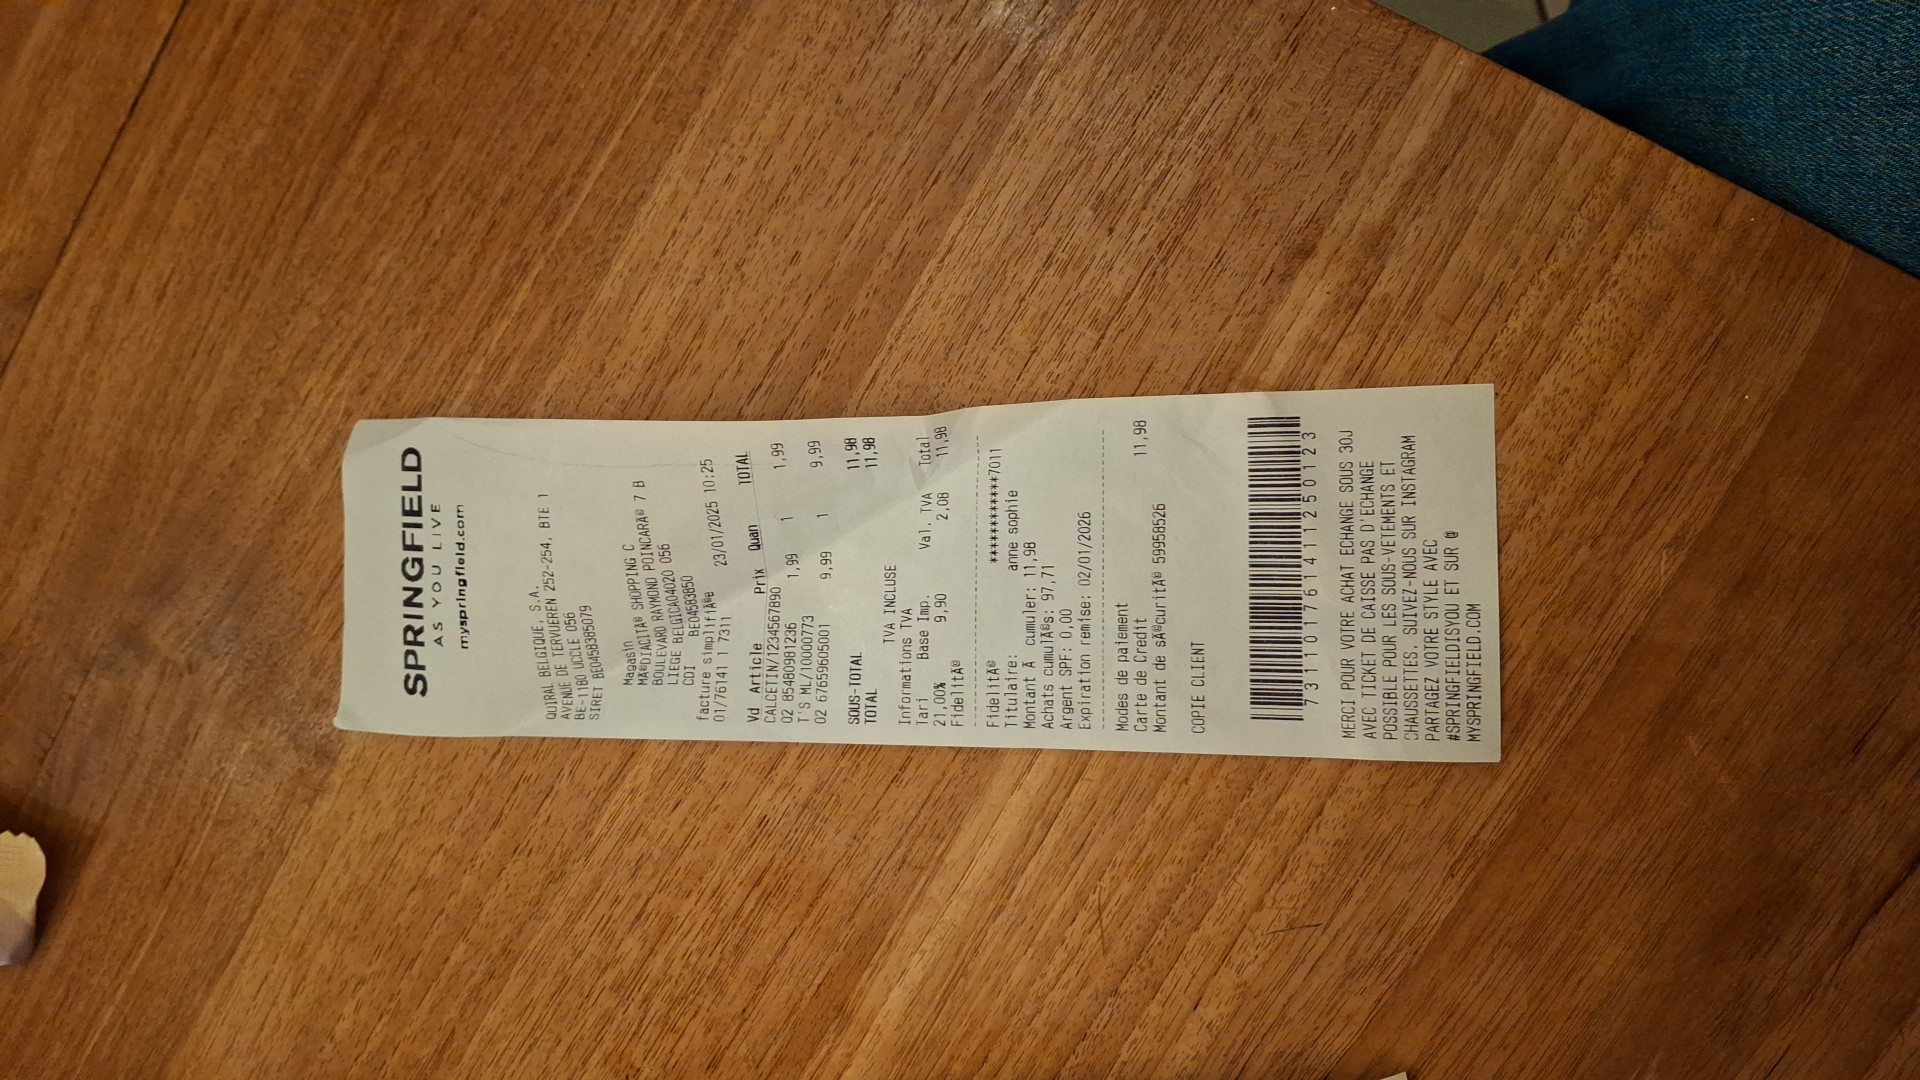 SPRINGFIELD
AS YOU LIVE
myspringfield.com
QUIRAL BELGIQUE, S.A.
AVENUE DE TERVUEREN 252-254, BTE 1
BE-1180 UCCLE 056
SIRET BE0458385079
Magasin
MÃ©DIACITÃ© SHOPPING C
BOULEVARD RAYMOND POINCARÃ© 7 B
LIEGE BELGICA04020 056
CDI BE04583850
facture simplifiÃ©e
01/76141 1 7311 23/01/2025 10:25
Vd Article Prix Quan TOTAL
CALCETIN/1234567890
02 8548098I236 1,99 1 1,99
T'S ML/10000773
02 6765960S001 9,99 1 9,99
SOUS-TOTAL 11,98
TOTAL 11,98
TVA INCLUSE
Informations TVA
Tari Base Imp. Val. TVA Total
21,00% 9,90 2,08 11,98
FidelitÃ©
FidelitÃ© ************7011
Titulaire: anne sophie
Montant Ã cumuler: 11,98
Achats cumulÃ©s: 97,71
Argent SPF: 0,00
Expiration remise: 02/01/2026
Modes de paiement
Carte de Credit 11,98
Montant de sÃ©curitÃ© 59958526
COPIE CLIENT
7311017614112501 23
MERCI POUR VOTRE ACHAT ECHANGE SOUS 30J
AVEC TICKET DE CAISSE PAS D'ECHANGE
POSSIBLE POUR LES SOUS-VETEMENTS ET
CHAUSSETTES. SUIVEZ-NOUS SUR INSTAGRAM
PARTAGEZ VOTRE STYLE AVEC
#SPRINGFIELDISYOU ET SUR @
MYSPRINGFIELD.COM